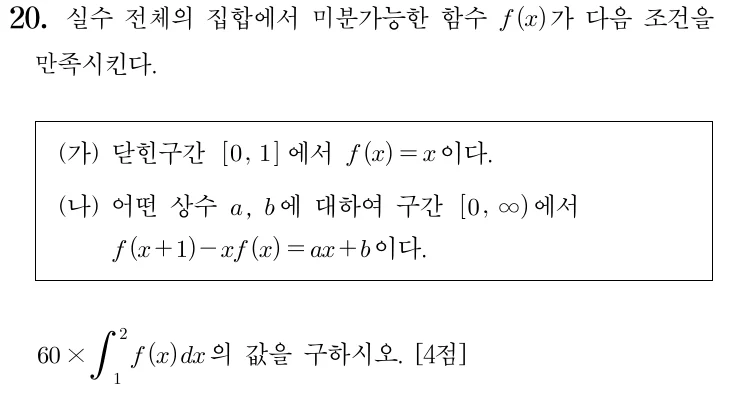 20. 실수 전체의 집합에서 미분가능한 함수 f(x)가 다음 조건을
만족시킨다.
(가) 닫힌구간 [0, 1]에서 f(x)=x이다.
(나) 어떤 상수 a, b에 대하여 구간 [0, ∞)에서
f(x+1)-xf(x)=ax+b이다.
60×∫₁² f(x)dx의 값을 구하시오. [4점]